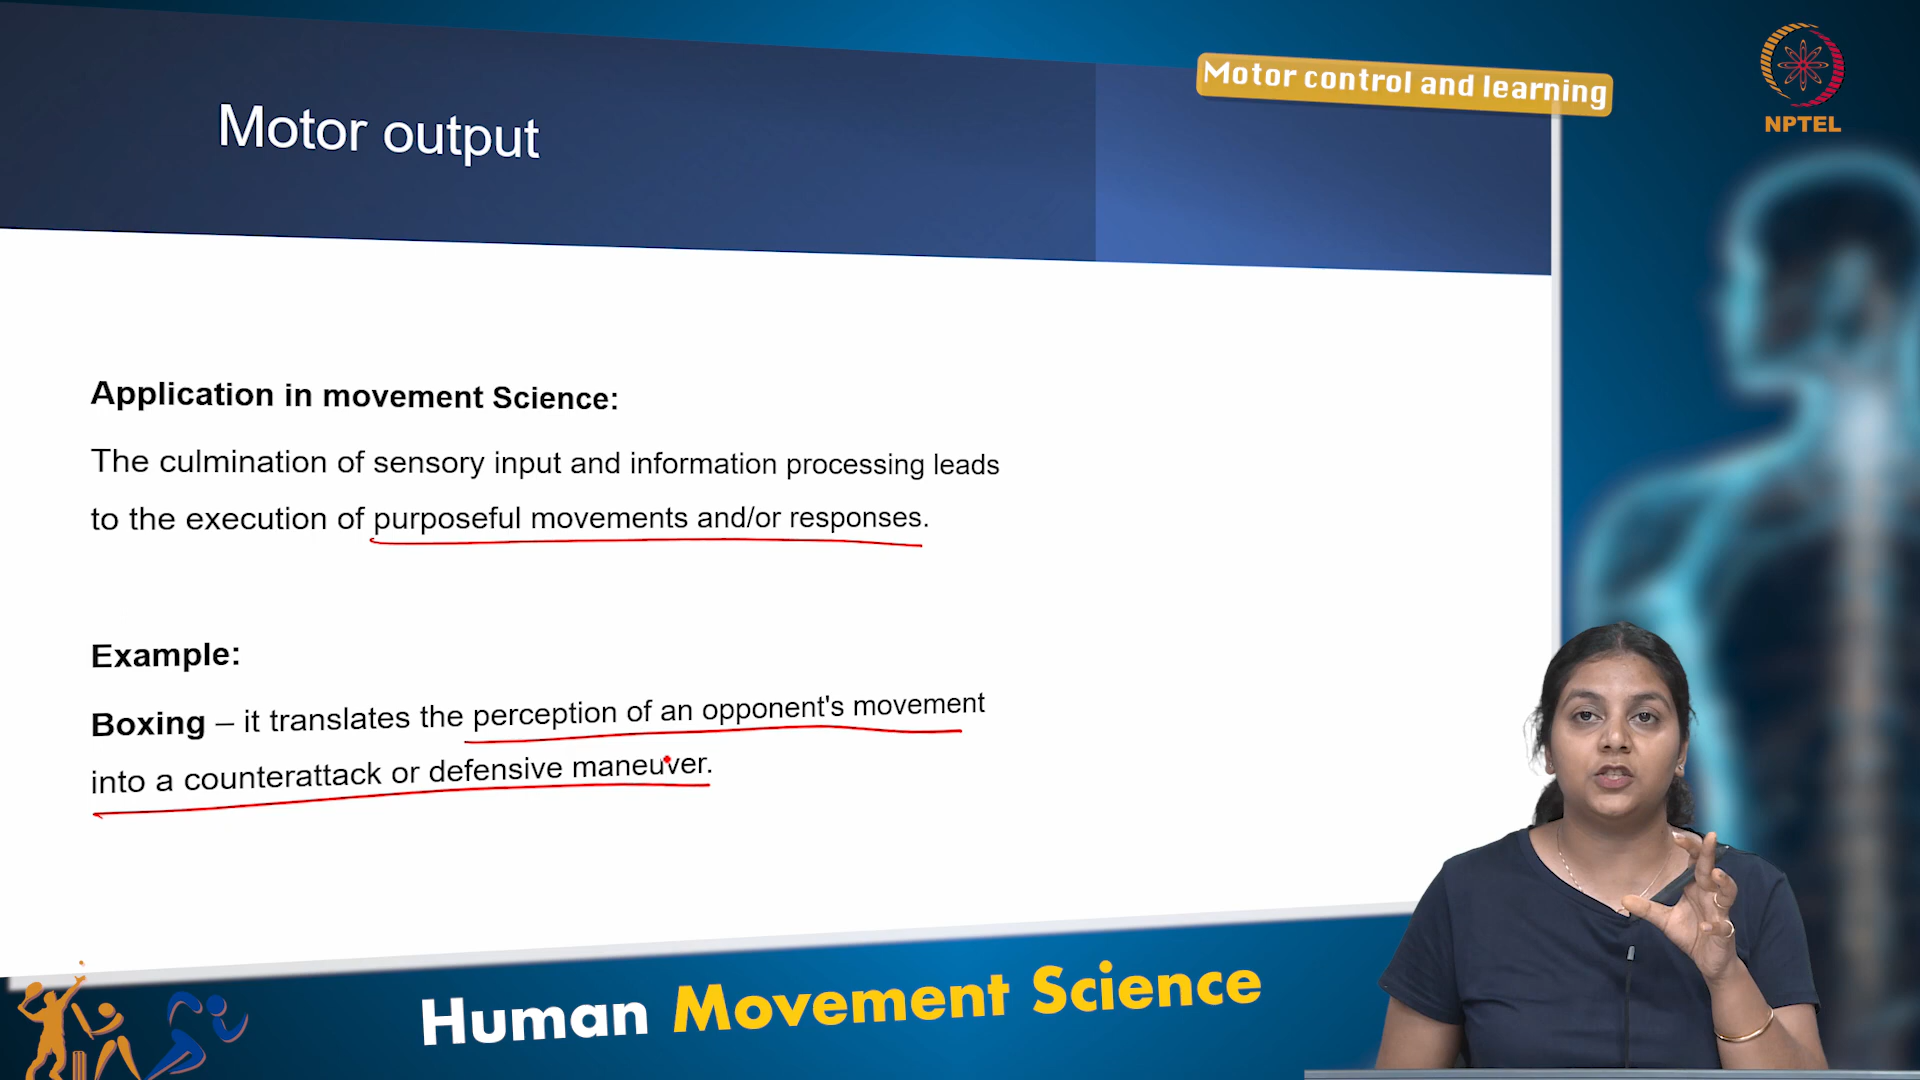 Motor control and learning
NPTEL
Motor output
Application in movement Science:
The culmination of sensory input and information processing leads
to the execution of purposeful movements and/or responses.
Example:
Boxing – it translates the perception of an opponent's movement
into a counterattack or defensive maneuver.
Human Movement Science